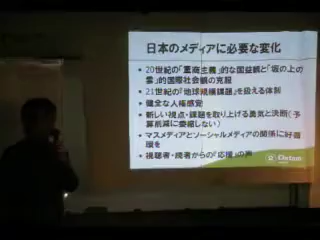 日本のメディアに必要な変化
• 20世紀の「重商主義」的な国益観と「坂の上の
雲」的国際社会観の克服
• 21世紀の「地球規模課題」を扱える体制
• 健全な人権感覚
• 新しい視点・課題を取り上げる勇気と決断(予
算削減に萎縮しない)
• マスメディアとソーシャルメディアの関係に好循
環を
• 視聴者・読者からの「応援」の声